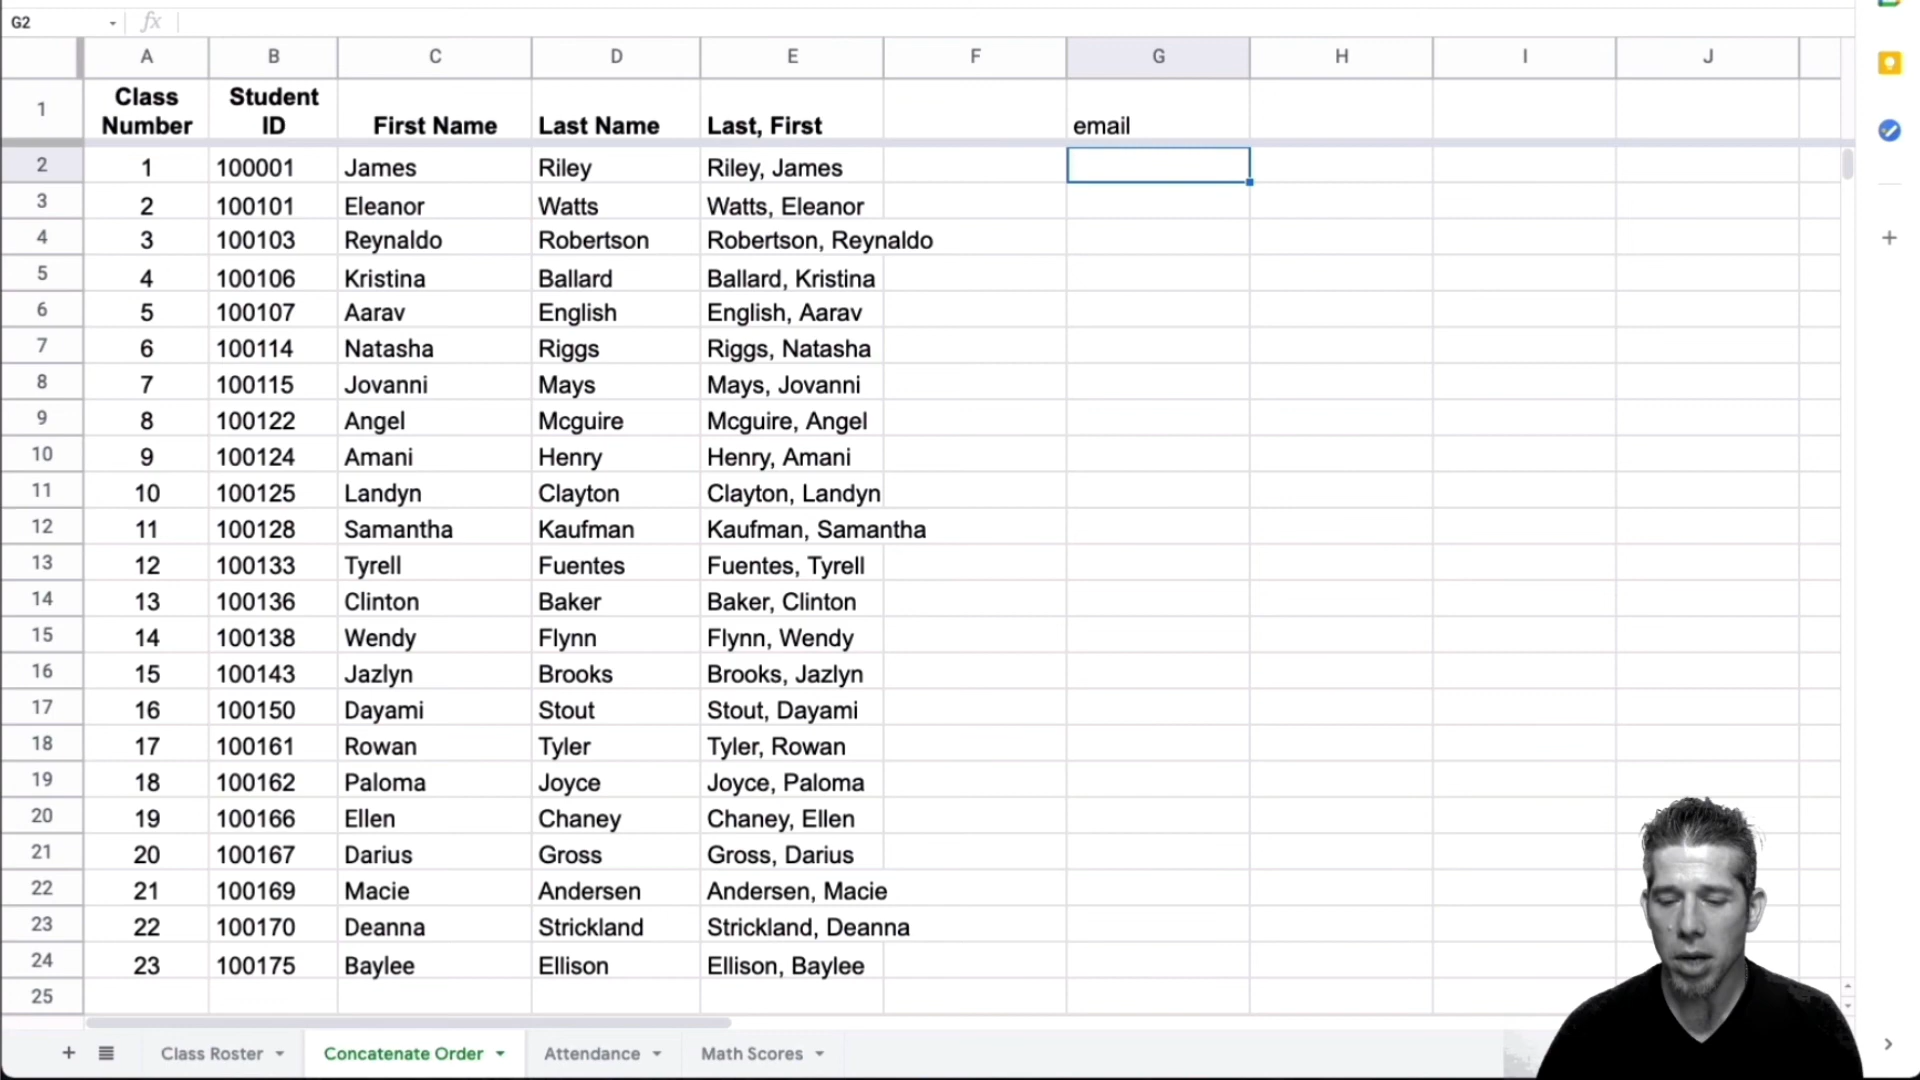 G2 fx
A B C D E F G H I J
1 Class Number Student ID First Name Last Name Last, First email
2 1 100001 James Riley Riley, James
3 2 100101 Eleanor Watts Watts, Eleanor
4 3 100103 Reynaldo Robertson Robertson, Reynaldo
5 4 100106 Kristina Ballard Ballard, Kristina
6 5 100107 Aarav English English, Aarav
7 6 100114 Natasha Riggs Riggs, Natasha
8 7 100115 Jovanni Mays Mays, Jovanni
9 8 100122 Angel Mcguire Mcguire, Angel
10 9 100124 Amani Henry Henry, Amani
11 10 100125 Landyn Clayton Clayton, Landyn
12 11 100128 Samantha Kaufman Kaufman, Samantha
13 12 100133 Tyrell Fuentes Fuentes, Tyrell
14 13 100136 Clinton Baker Baker, Clinton
15 14 100138 Wendy Flynn Flynn, Wendy
16 15 100143 Jazlyn Brooks Brooks, Jazlyn
17 16 100150 Dayami Stout Stout, Dayami
18 17 100161 Rowan Tyler Tyler, Rowan
19 18 100162 Paloma Joyce Joyce, Paloma
20 19 100166 Ellen Chaney Chaney, Ellen
21 20 100167 Darius Gross Gross, Darius
22 21 100169 Macie Andersen Andersen, Macie
23 22 100170 Deanna Strickland Strickland, Deanna
24 23 100175 Baylee Ellison Ellison, Baylee
25
Class Roster Concatenate Order Attendance Math Scores